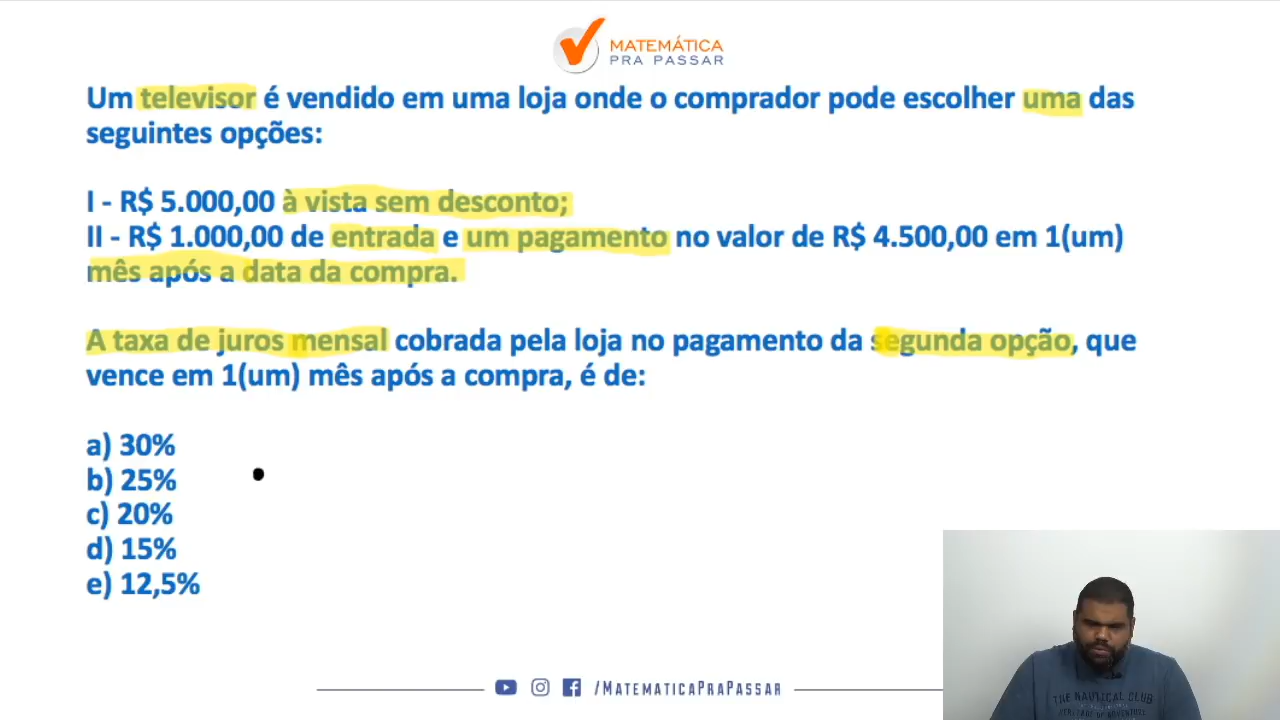 MATEMÁTICA
PRA PASSAR
Um televisor é vendido em uma loja onde o comprador pode escolher uma das
seguintes opções:
I - R$ 5.000,00 à vista sem desconto;
II - R$ 1.000,00 de entrada e um pagamento no valor de R$ 4.500,00 em 1(um)
mês após a data da compra.
A taxa de juros mensal cobrada pela loja no pagamento da segunda opção, que
vence em 1(um) mês após a compra, é de:
a) 30%
b) 25%
c) 20%
d) 15%
e) 12,5%
/MATEMATICAPRAPASSAR
THE NAUTICAL CLUB